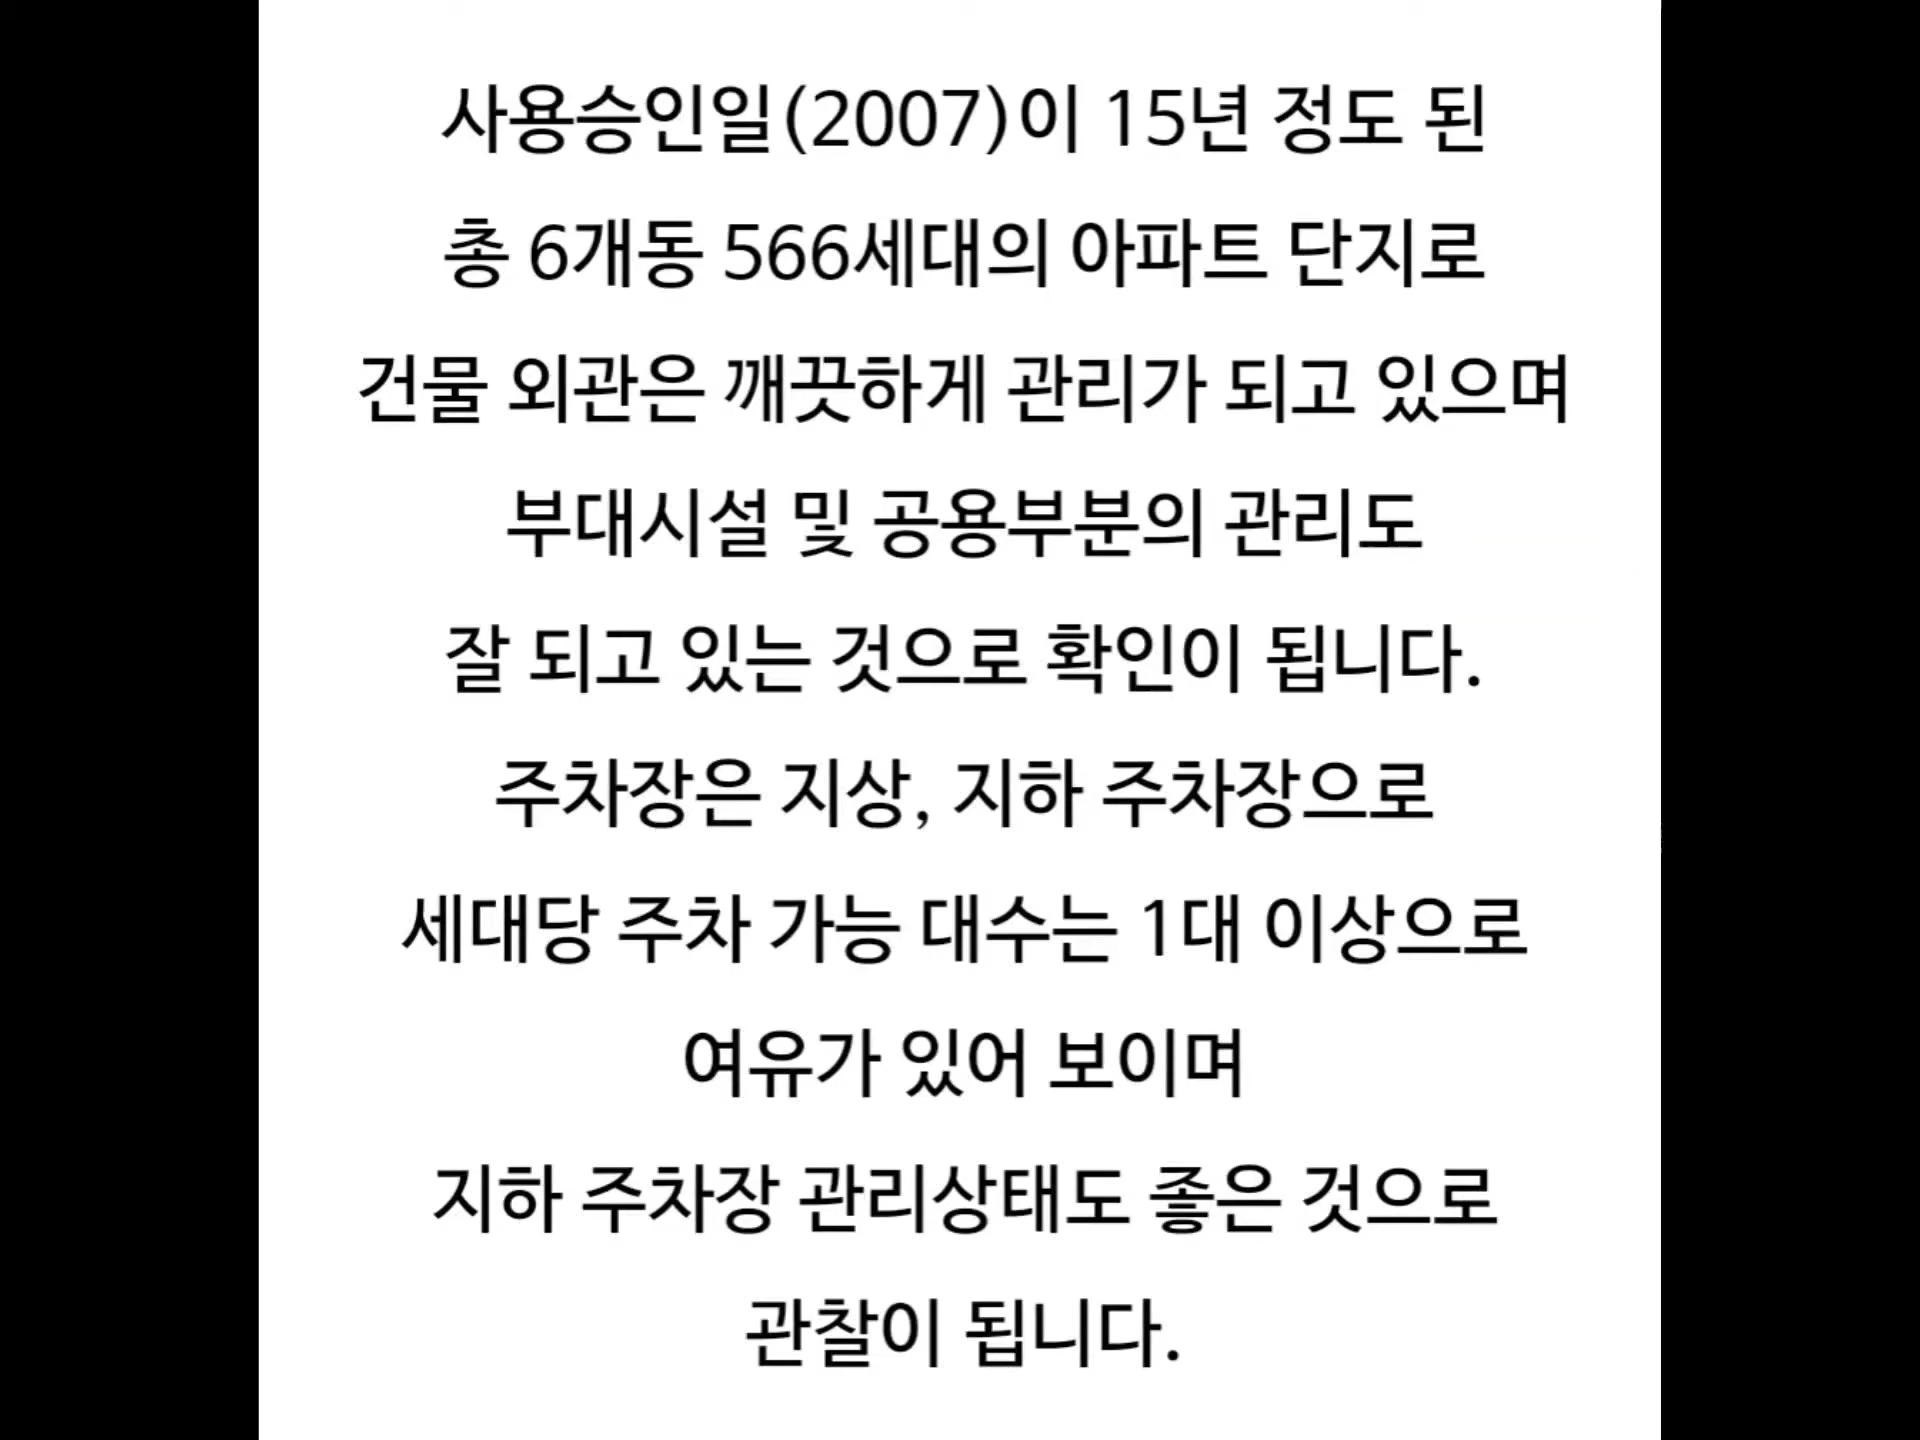 사용승인일(2007)이 15년 정도 된
총 6개동 566세대의 아파트 단지로
건물 외관은 깨끗하게 관리가 되고 있으며
부대시설 및 공용부분의 관리도
잘 되고 있는 것으로 확인이 됩니다.
주차장은 지상, 지하 주차장으로
세대당 주차 가능 대수는 1대 이상으로
여유가 있어 보이며
지하 주차장 관리상태도 좋은 것으로
관찰이 됩니다.